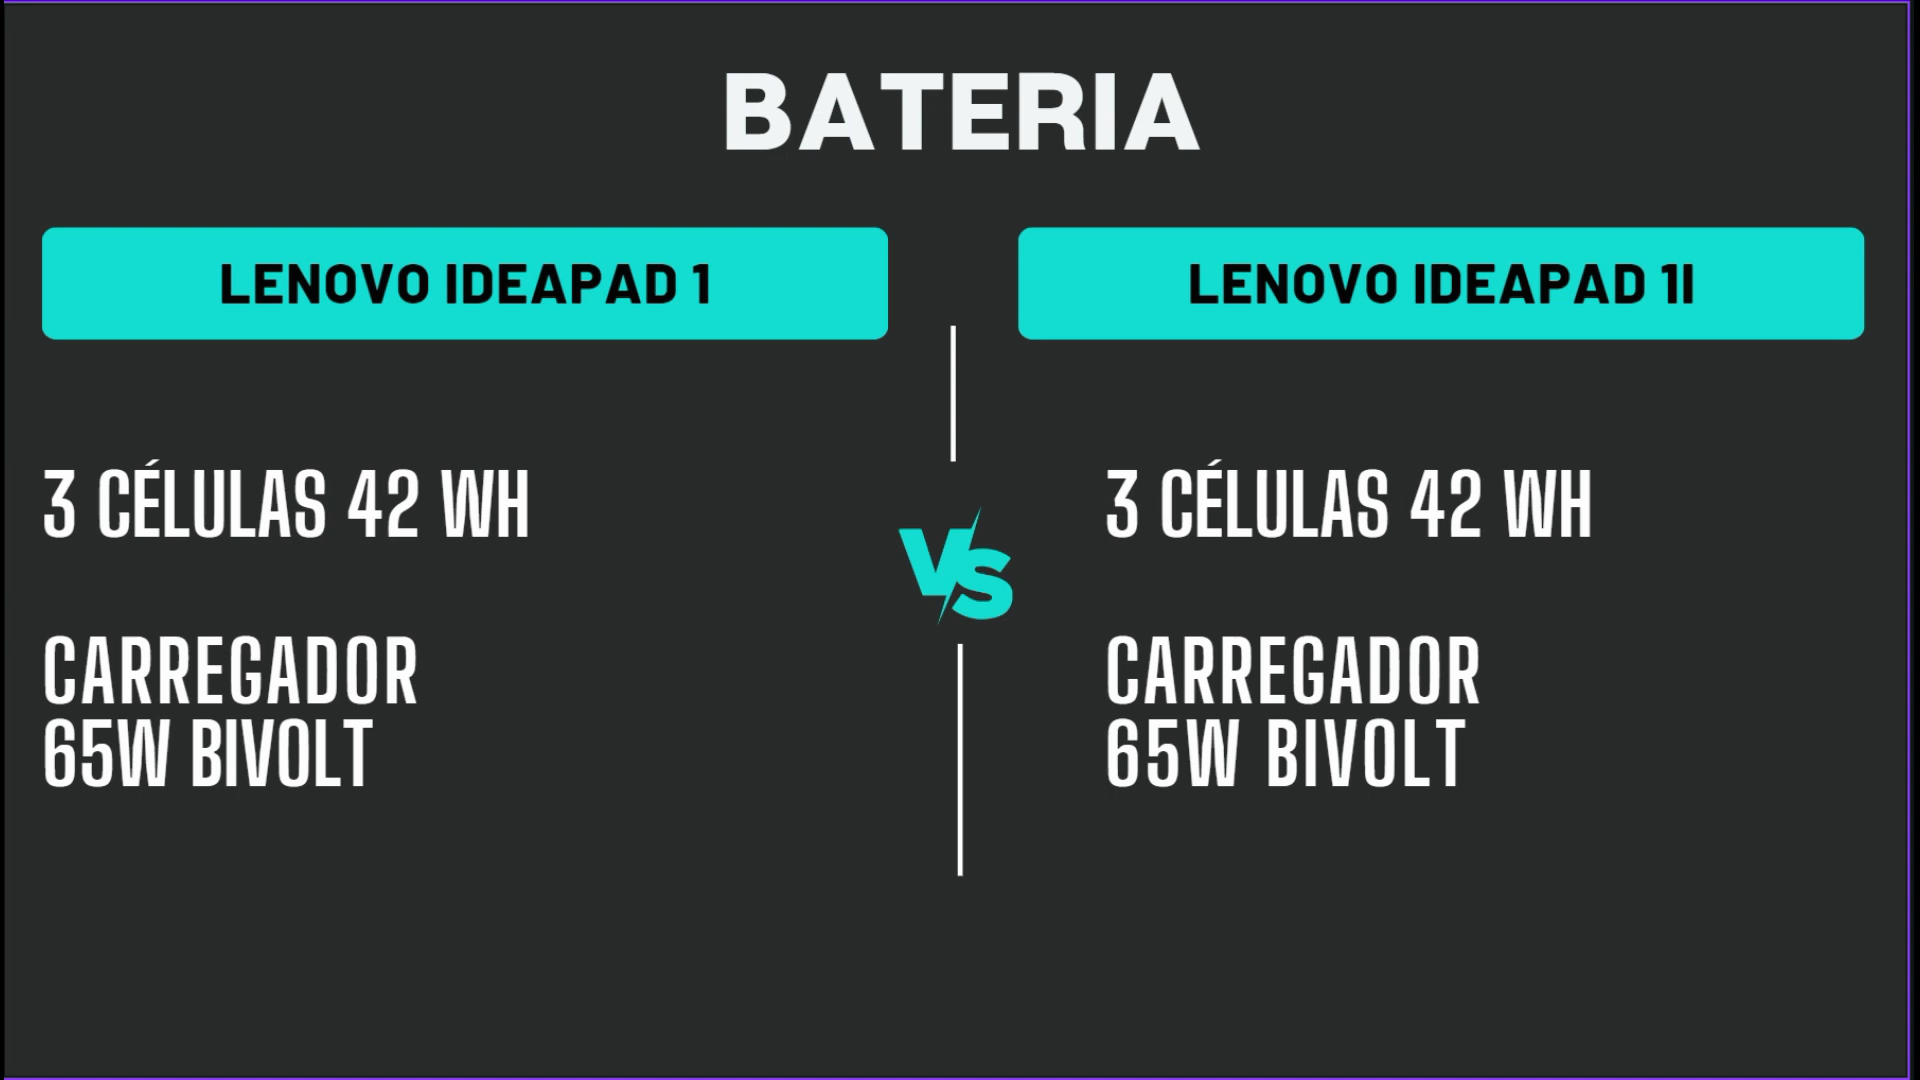 BATERIA
LENOVO IDEAPAD 1
LENOVO IDEAPAD 1I
3 CÉLULAS 42 WH
CARREGADOR
65W BIVOLT
VS
3 CÉLULAS 42 WH
CARREGADOR
65W BIVOLT